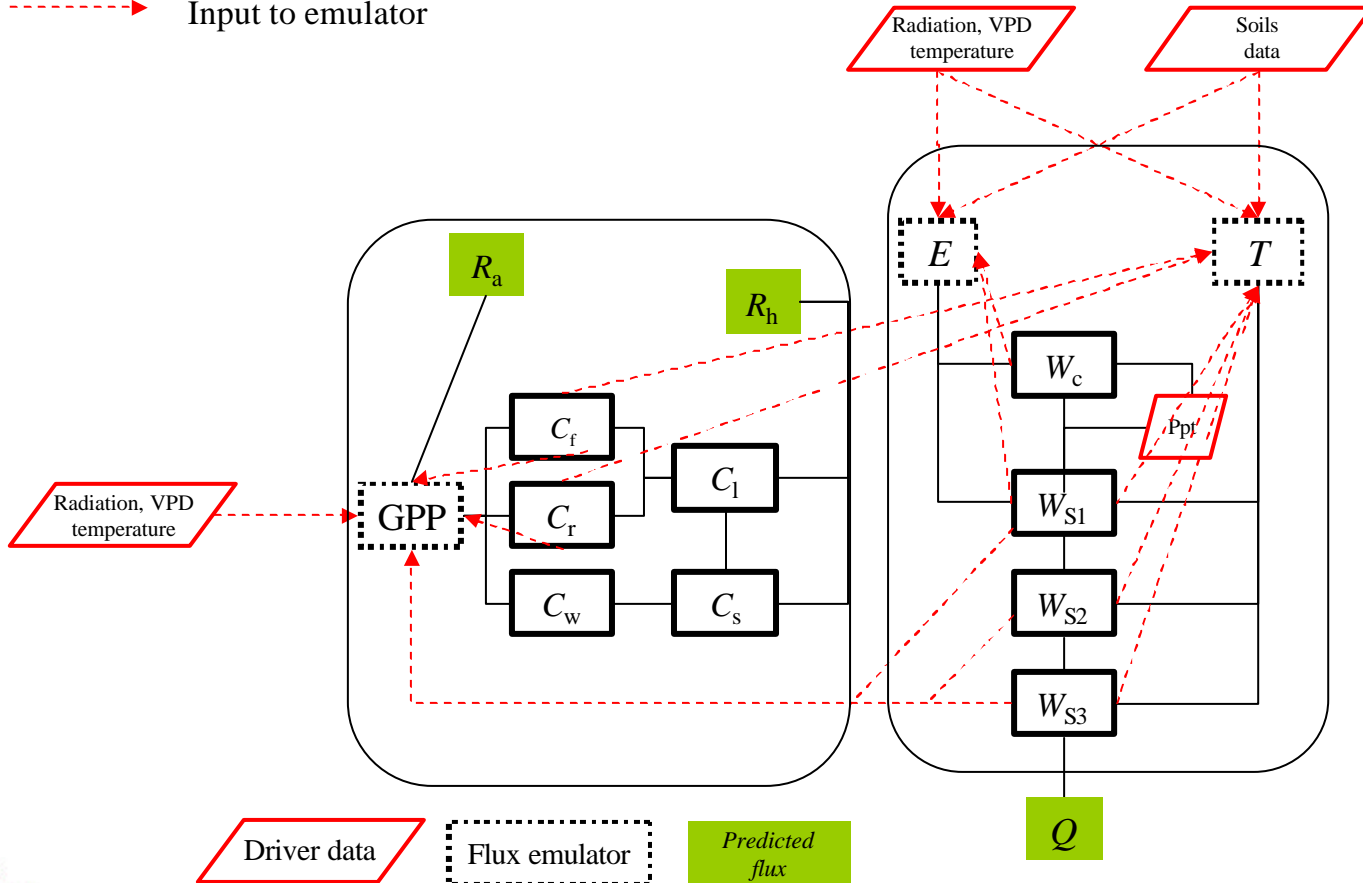 Input to emulator
Radiation, VPD
temperature
Soils
data
E
T
R_a
R_h
W_c
Ppt
C_f
C_l
Radiation, VPD
temperature
GPP
C_r
W_S1
C_w
C_s
W_S2
W_S3
Q
Driver data
Flux emulator
Predicted
flux